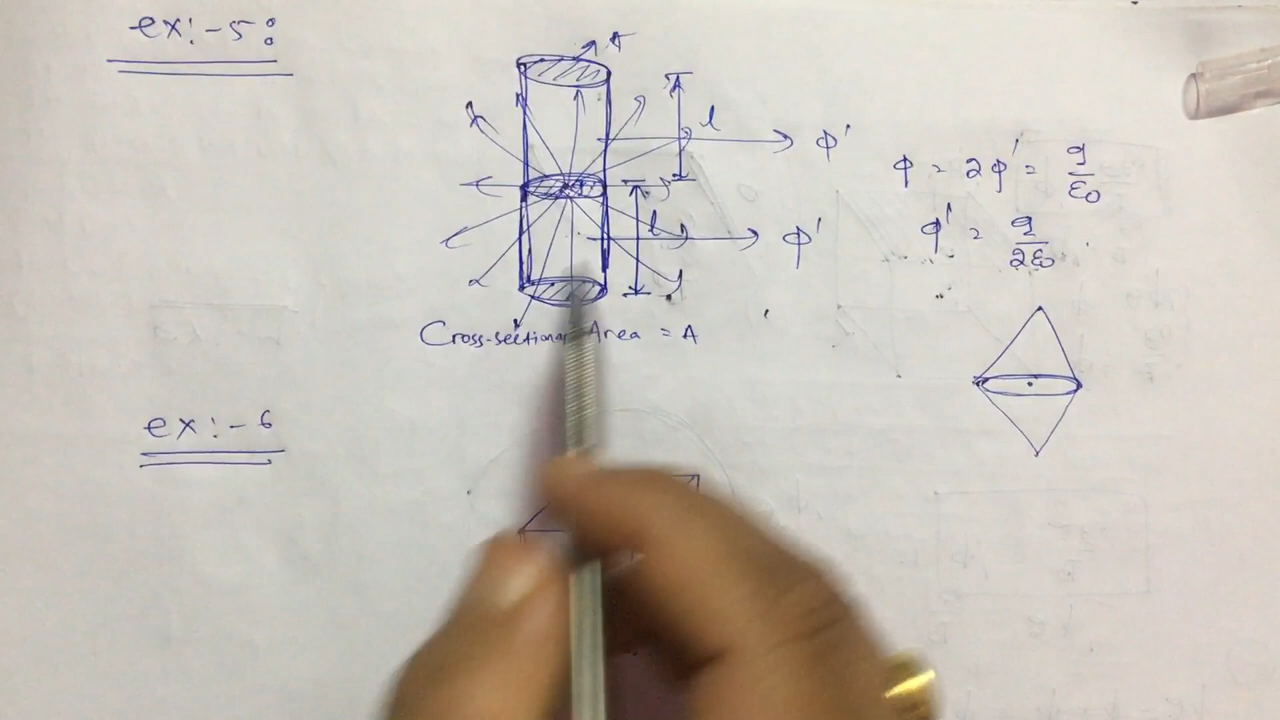 ex:-5:
A
l
ϕ'
ϕ = 2ϕ' = q/ε₀
l
ϕ'
ϕ' = q/2ε₀
Cross-sectional Area = A
ex:-6